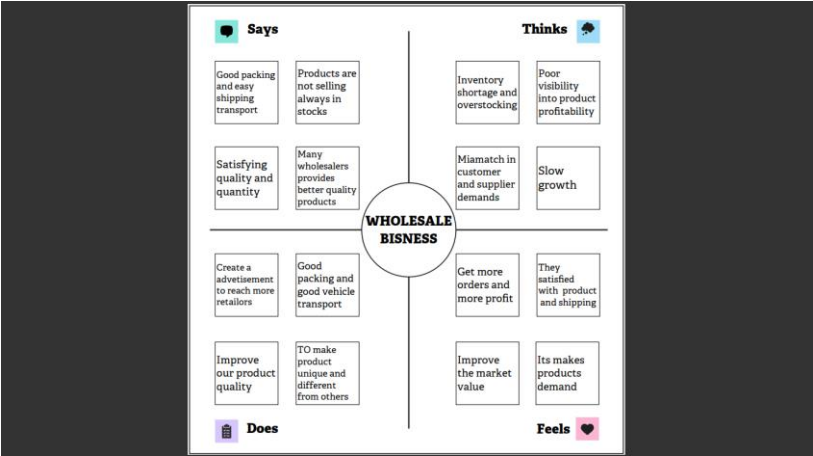 Says
Thinks
Good packing
and easy
shipping
transport
Products are
not selling
always in
stocks
Inventory
shortage and
overstocking
Poor
visibility
into product
profitability
Satisfying
quality and
quantity
Many
wholesalers
provides
better quality
products
Miamatch in
customer
and supplier
demands
Slow
growth
WHOLESALE
BISNESS
Create a
advetisement
to reach more
retailors
Good
packing and
good vehicle
transport
Get more
orders and
more profit
They
satisfied
with product
and shipping
Improve
our product
quality
TO make
product
unique and
different
from others
Improve
the market
value
Its makes
products
demand
Does
Feels